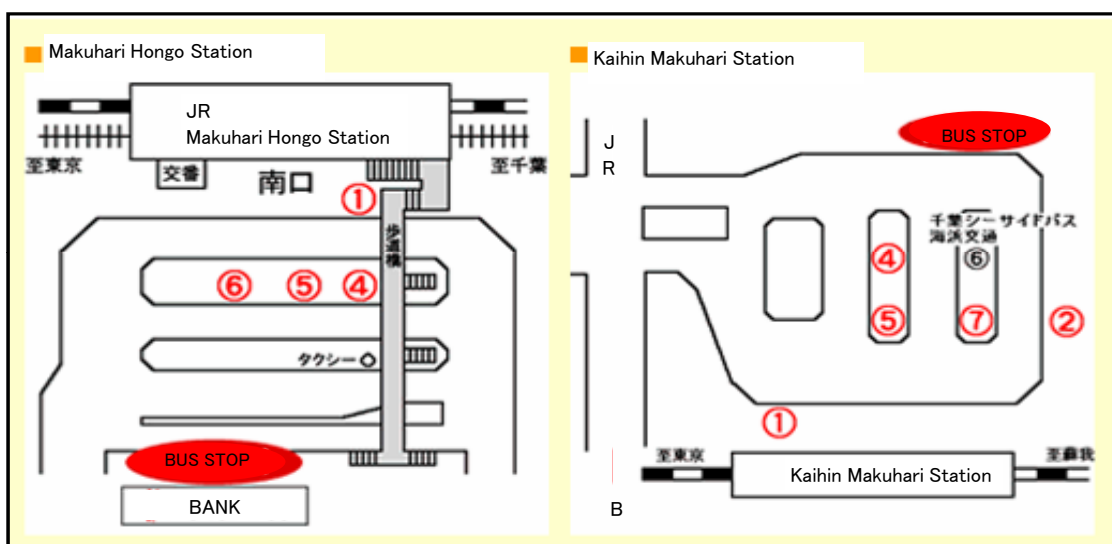 Makuhari Hongo Station
JR
Makuhari Hongo Station
至東京
至千葉
交番
南口
①
歩道橋
⑥ ⑤ ④
タクシー
BUS STOP
BANK
Kaihin Makuhari Station
J
R
BUS STOP
千葉シーサイドバス
海浜交通
④
⑥
⑤
⑦
②
①
至東京
至蘇我
Kaihin Makuhari Station
B